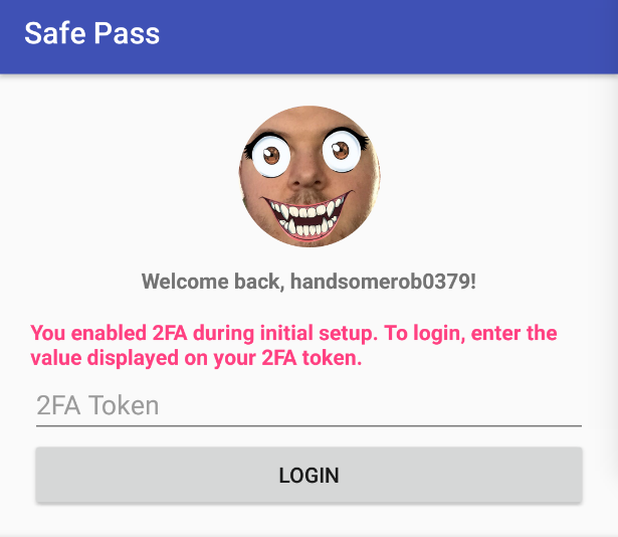 Safe Pass
Welcome back, handsomerob0379!
You enabled 2FA during initial setup. To login, enter the
value displayed on your 2FA token.
2FA Token
LOGIN